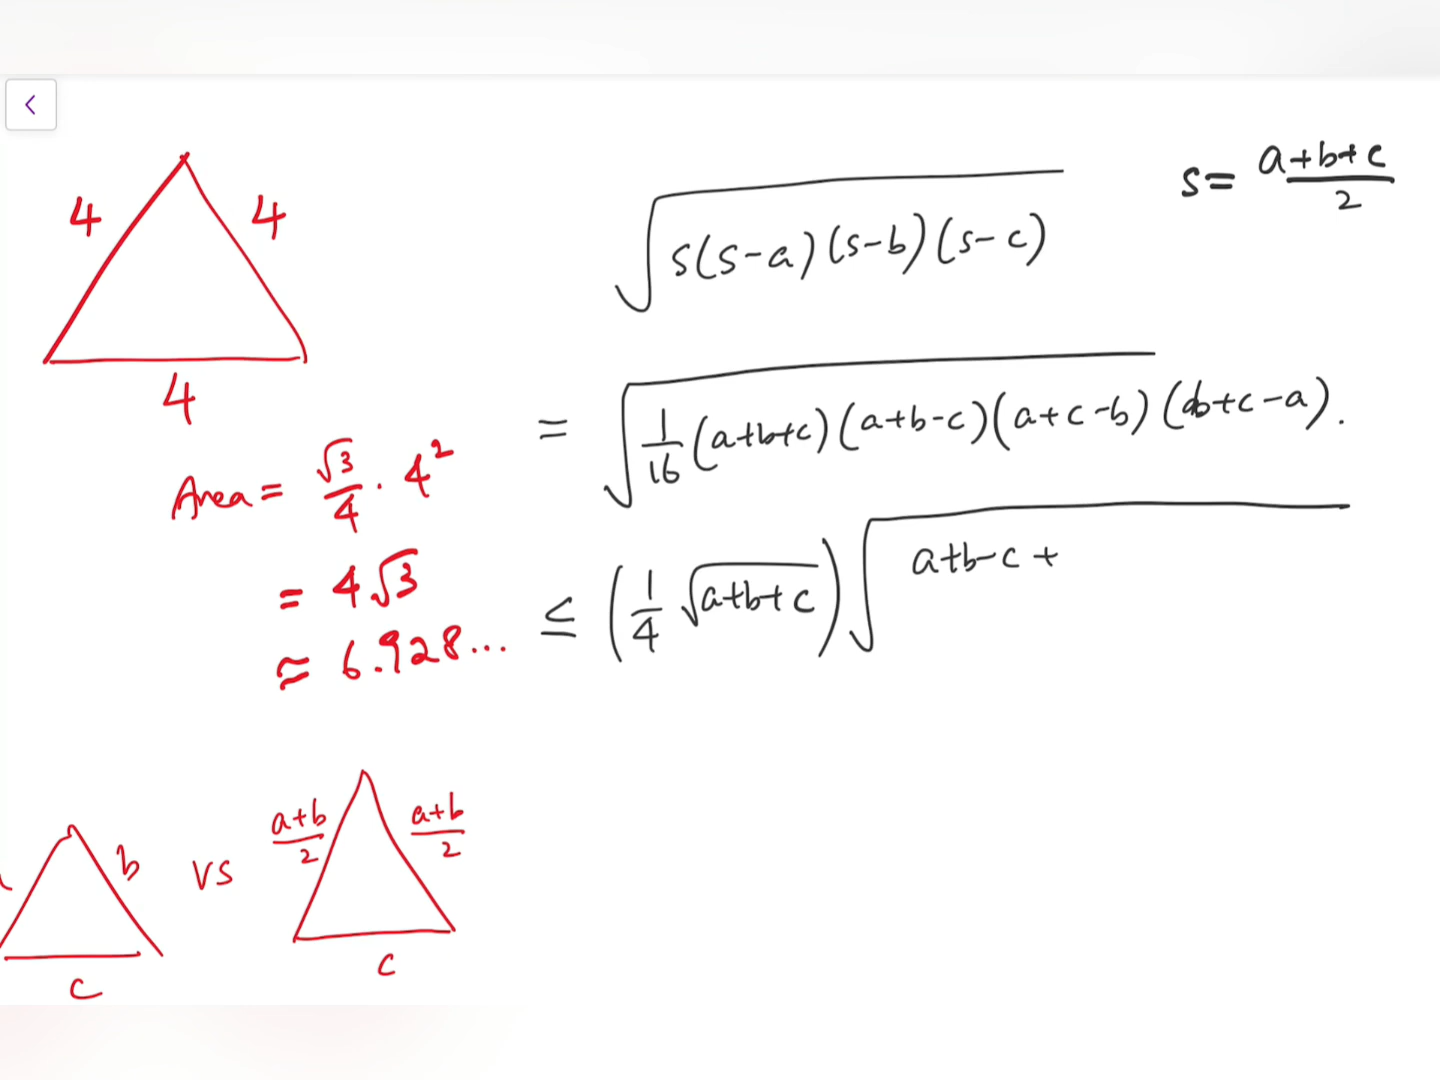 4
4
4
Area = √3/4 · 4²
= 4√3
≈ 6.928...
s = (a+b+c)/2
√(s(s-a)(s-b)(s-c))
= √(1/16 (a+b+c)(a+b-c)(a+c-b)(b+c-a)).
≤ (1/4 √(a+b+c)) √(a+b-c+
b
c
vs
(a+b)/2
(a+b)/2
c